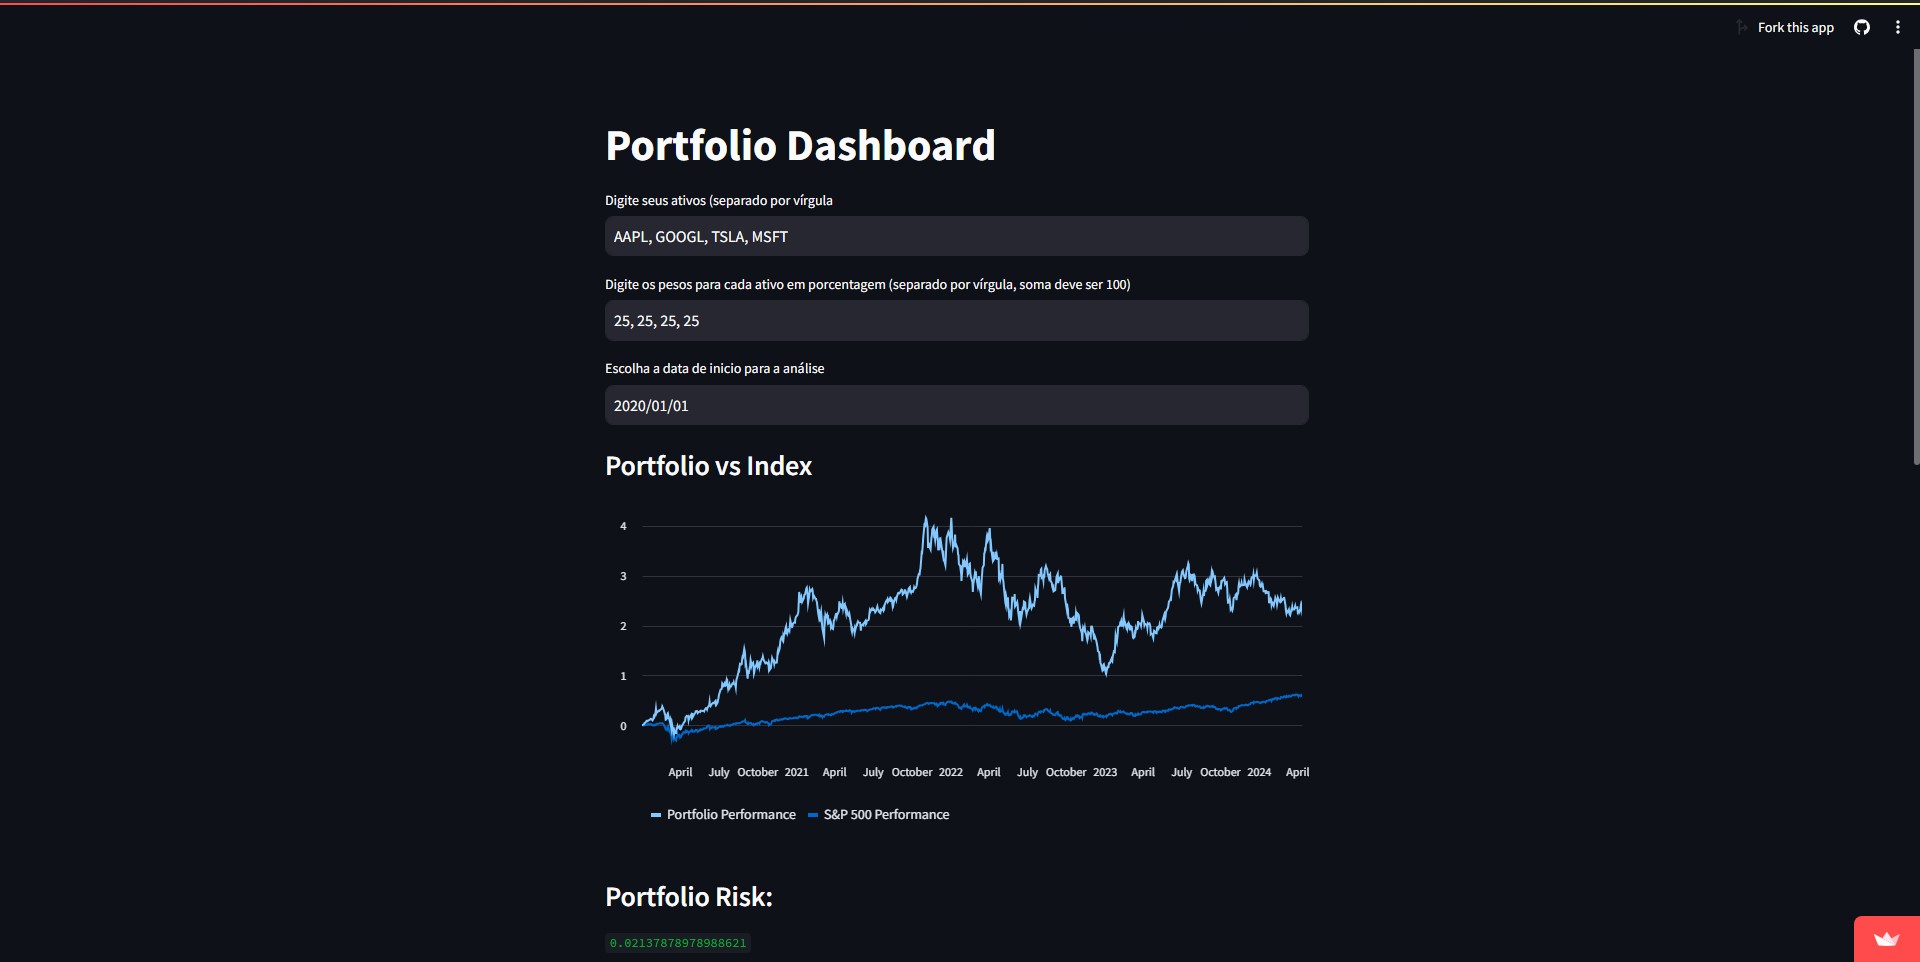 Fork this app
Portfolio Dashboard
Digite seus ativos (separado por vírgula
AAPL, GOOGL, TSLA, MSFT
Digite os pesos para cada ativo em porcentagem (separado por vírgula, soma deve ser 100)
25, 25, 25, 25
Escolha a data de inicio para a análise
2020/01/01
Portfolio vs Index
4
3
2
1
0
April July October 2021 April July October 2022 April July October 2023 April July October 2024 April
Portfolio Performance S&P 500 Performance
Portfolio Risk:
0.02137878978988621